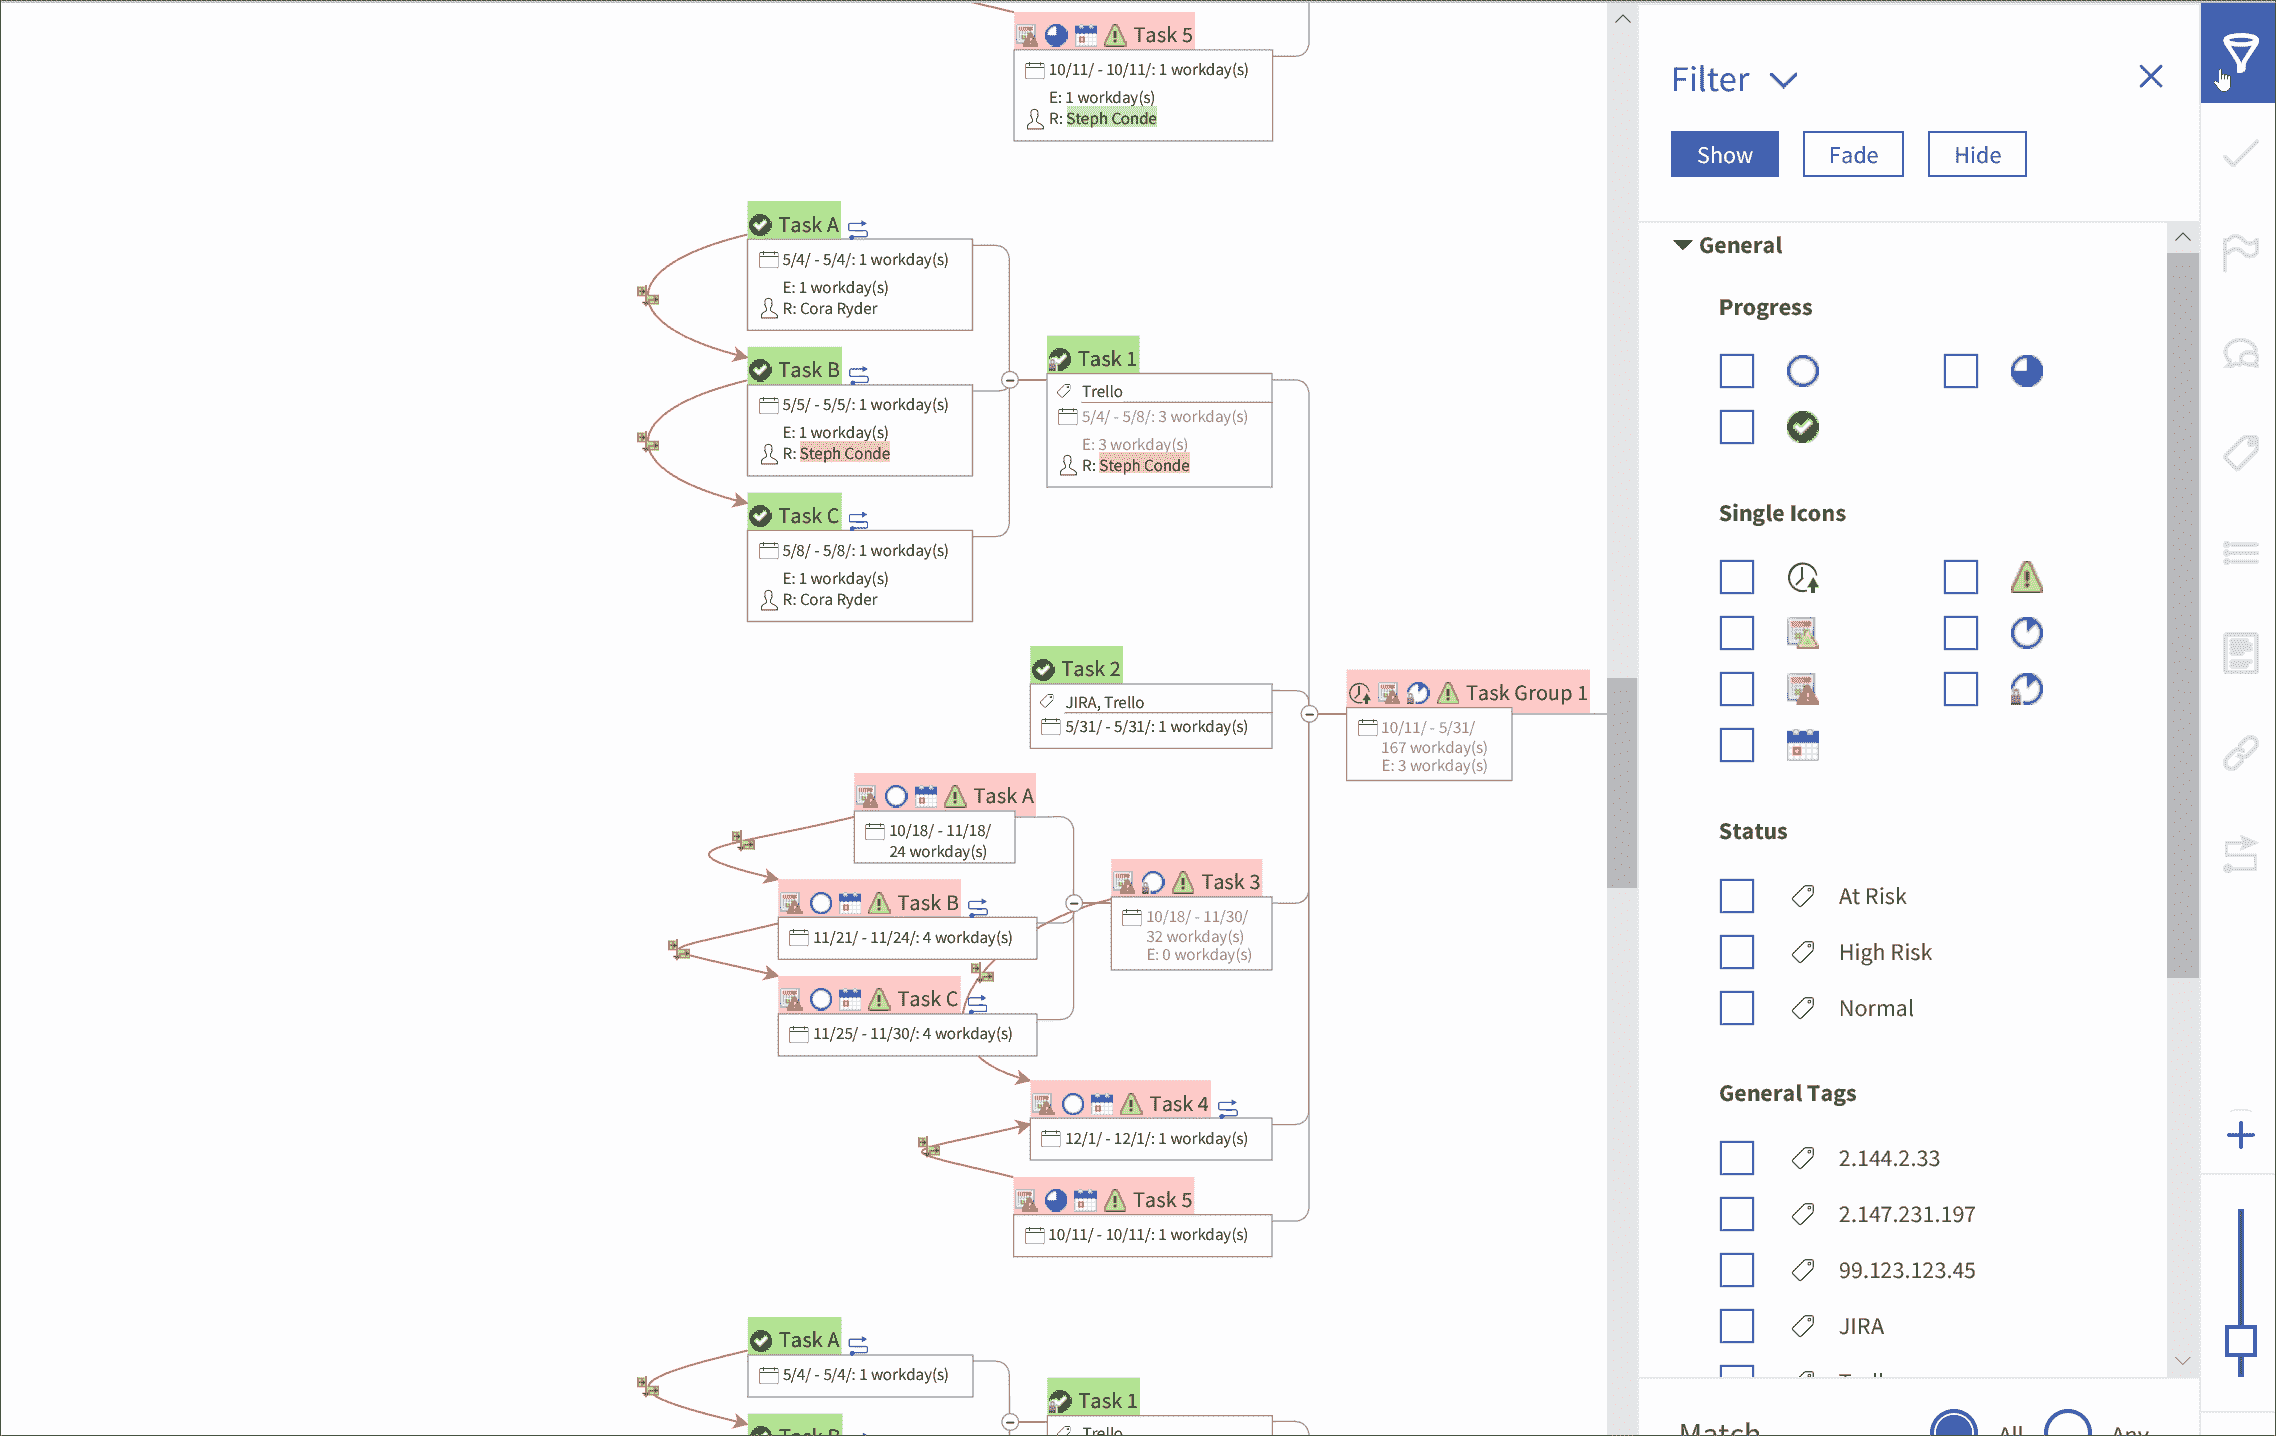 Task 5
10/11/ - 10/11/: 1 workday(s)
E: 1 workday(s)
R: Steph Conde
Task A
5/4/ - 5/4/: 1 workday(s)
E: 1 workday(s)
R: Cora Ryder
Task B
5/5/ - 5/5/: 1 workday(s)
E: 1 workday(s)
R: Steph Conde
Task C
5/8/ - 5/8/: 1 workday(s)
E: 1 workday(s)
R: Cora Ryder
Task 1
Trello
5/4/ - 5/8/: 3 workday(s)
E: 3 workday(s)
R: Steph Conde
Task 2
JIRA, Trello
5/31/ - 5/31/: 1 workday(s)
Task Group 1
10/11/ - 5/31/
167 workday(s)
E: 3 workday(s)
Task A
10/18/ - 11/18/
24 workday(s)
Task B
11/21/ - 11/24/: 4 workday(s)
Task C
11/25/ - 11/30/: 4 workday(s)
Task 3
10/18/ - 11/30/
32 workday(s)
E: 0 workday(s)
Task 4
12/1/ - 12/1/: 1 workday(s)
Task 5
10/11/ - 10/11/: 1 workday(s)
Task A
5/4/ - 5/4/: 1 workday(s)
Task B
Task 1
Trello
Filter
Show
Fade
Hide
General
Progress
Single Icons
Status
At Risk
High Risk
Normal
General Tags
2.144.2.33
2.147.231.197
99.123.123.45
JIRA
Match
All
Any